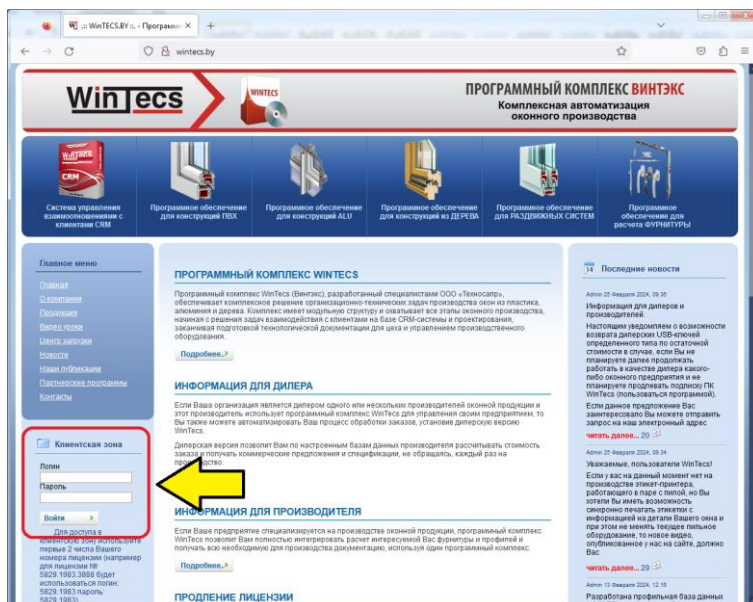 .:: WinTECS.BY ::. - Програмн
wintecs.by
WinTecs
WINTECS
ПРОГРАММНЫЙ КОМПЛЕКС ВИНТЭКС
Комплексная автоматизация
оконного производства
WinTecs
CRM
Система управления
взаимоотношениями с
клиентами CRM
Программное обеспечение
для конструкций ПВХ
Программное обеспечение
для конструкций ALU
Программное обеспечение
для конструкций из ДЕРЕВА
Программное обеспечение
для РАЗДВИЖНЫХ СИСТЕМ
Программное
обеспечение для
расчета ФУРНИТУРЫ
Главное меню
Главная
О компании
Продукция
Видео уроки
Центр загрузки
Новости
Наши публикации
Партнерские программы
Контакты
Клиентская зона
Логин
Пароль
Войти
Для доступа в
клиентскую зону используйте
первые 2 числа Вашего
номера лицензии (например
для лицензии №
5829.1983.3888 будет
использоваться логин:
5829.1983 пароль:
5829.1983)
ПРОГРАММНЫЙ КОМПЛЕКС WINTECS
Программный комплекс WinTecs (Винтэкс), разработанный специалистами ООО «Техносапр»,
обеспечивает комплексное решение организационно-технических задач производства окон из пластика,
алюминия и дерева. Комплекс имеет модульную структуру и охватывает все этапы оконного производства,
начиная с решения задач взаимодействия с клиентами на базе CRM-системы и проектирования,
заканчивая подготовкой технологической документации для цеха и управлением производственного
оборудования.
Подробнее..>
ИНФОРМАЦИЯ ДЛЯ ДИЛЕРА
Если Ваша организация является дилером одного или нескольких производителей оконной продукции и
этот производитель использует программный комплекс WinTecs для управления своим предприятием, то
Вы также можете автоматизировать Ваш процесс обработки заказов, установив дилерскую версию
WinTecs.
Дилерская версия позволит Вам по настроенным базам данных производителя рассчитывать стоимость
заказа и получать коммерческие предложения и спецификации, не обращаясь, каждый раз на
производство.
ИНФОРМАЦИЯ ДЛЯ ПРОИЗВОДИТЕЛЯ
Если Ваше предприятие специализируется на производстве оконной продукции, программный комплекс
WinTecs позволит Вам полностью интегрировать расчет интересуемой Вас фурнитуры и профилей и
получать всю необходимую для производства документацию, используя один программный комплекс.
Подробнее..>
ПРОДЛЕНИЕ ЛИЦЕНЗИИ
14 Последние новости
Admin 25 Февраля 2024, 09.36
Информация для дилеров и
производителей.
Настоящим уведомляем о возможности
возврата дилерских USB-ключей
определенного типа по остаточной
стоимости в случае, если Вы не
планируете далее продолжать
работать в качестве дилера какого-
либо оконного предприятия и не
планируете продлевать подписку ПК
WinTecs (пользоваться программой).
Если данное предложение Вас
заинтересовало Вы можете отправить
запрос на наш электронный адрес
читать далее... 20
Admin 25 Февраля 2024, 09.34
Уважаемые, пользователи WinTecs!
Если у вас на данный момент нет на
производстве этикет-принтера,
работающего в паре с пилой, но Вы
хотели бы иметь возможность
синхронно печатать этикетки с
информацией на детали Вашего окна и
при этом не менять текущее пильное
оборудование, то новое видео,
опубликованное у нас на сайте, должно
Вас
читать далее... 29
Admin 13 Февраля 2024, 12.16
Разработана профильная база данных